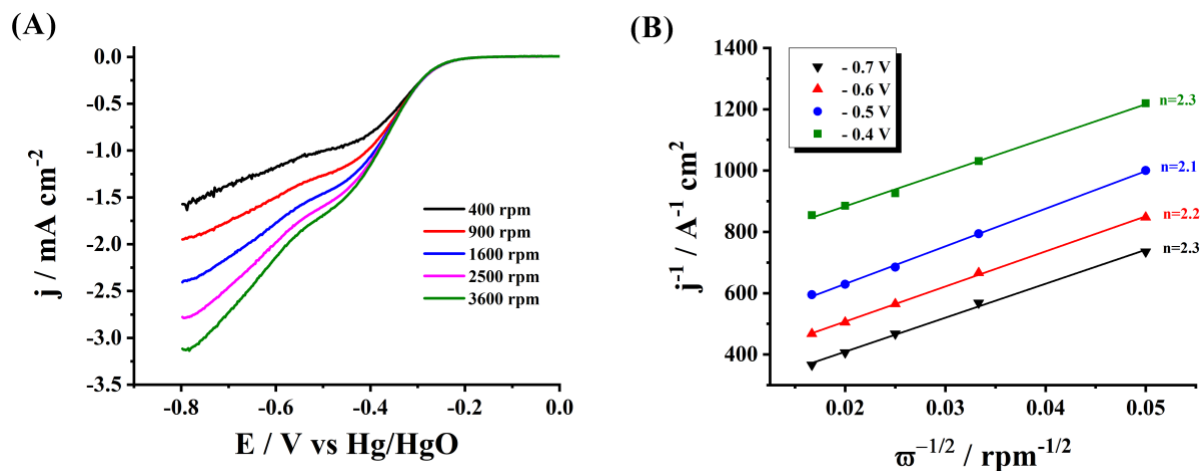 (A)
0.0
-0.5
-1.0
-1.5
-2.0
-2.5
-3.0
-3.5
j / mA cm⁻²
400 rpm
900 rpm
1600 rpm
2500 rpm
3600 rpm
-0.8
-0.6
-0.4
-0.2
0.0
E / V vs Hg/HgO
(B)
1400
1200
1000
800
600
400
j⁻¹ / A⁻¹ cm²
- 0.7 V
- 0.6 V
- 0.5 V
- 0.4 V
n=2.3
n=2.1
n=2.2
n=2.3
0.02
0.03
0.04
0.05
ϖ⁻¹/² / rpm⁻¹/²